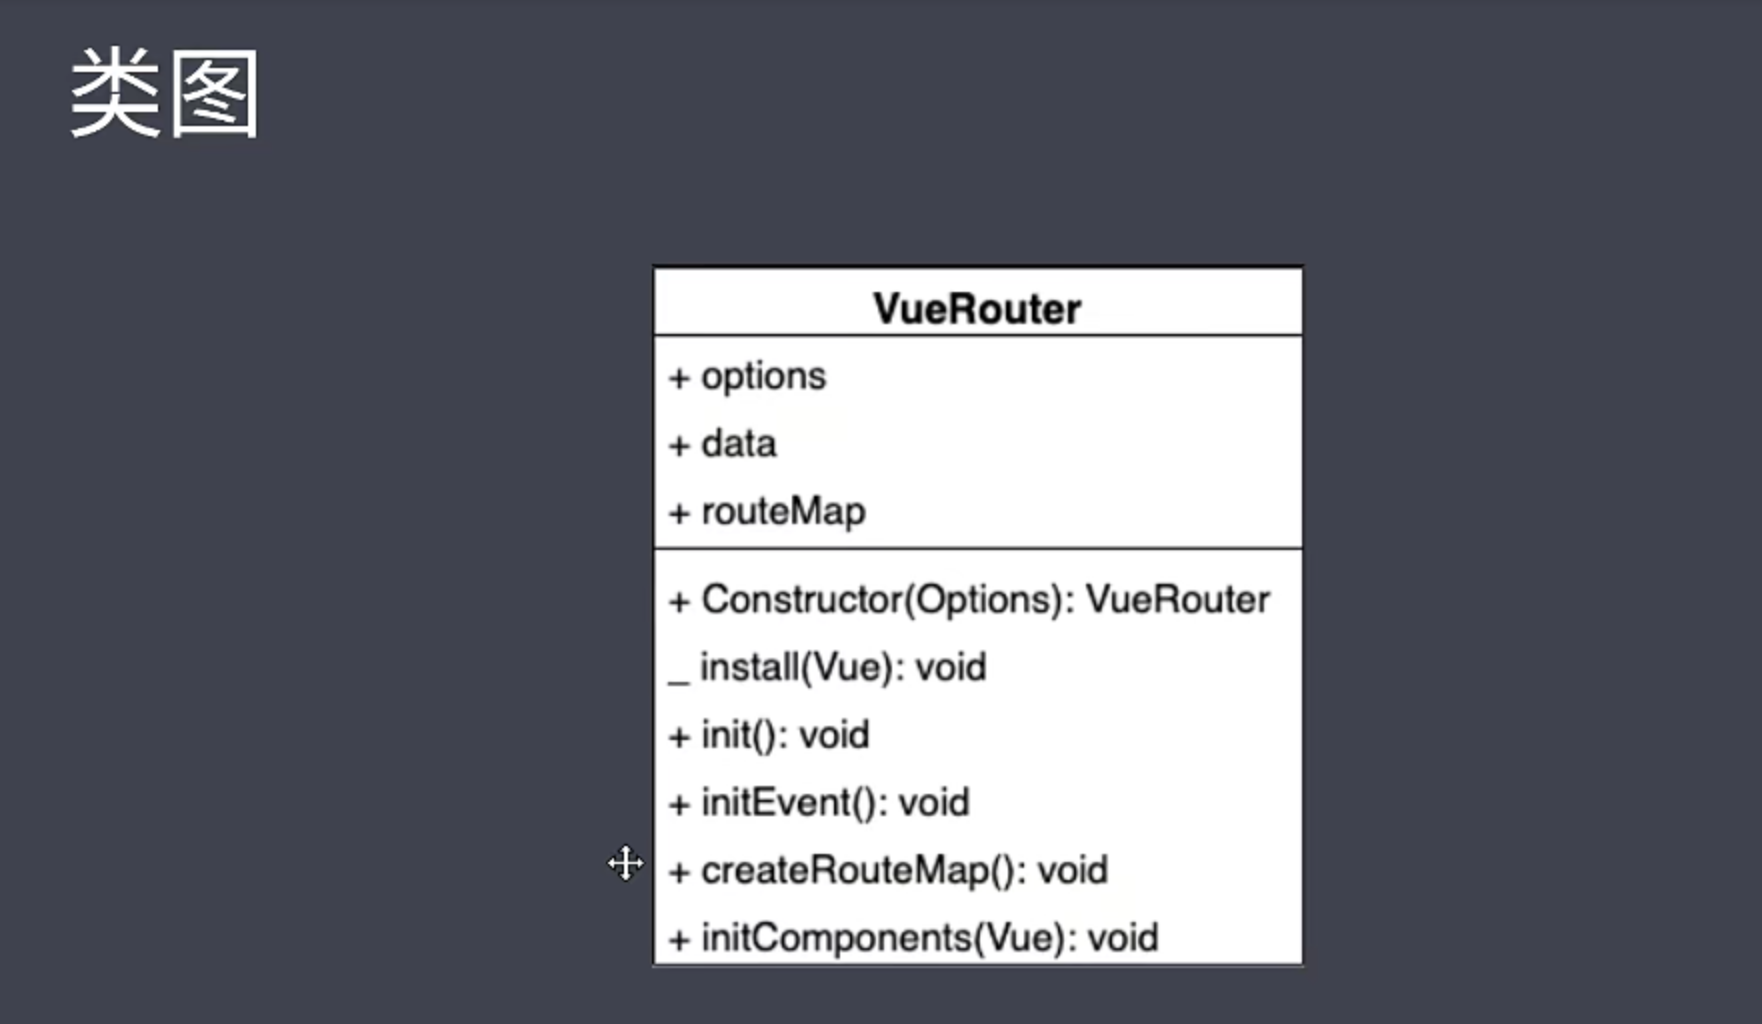 类图
VueRouter
+ options
+ data
+ routeMap
+ Constructor(Options): VueRouter
_ install(Vue): void
+ init(): void
+ initEvent(): void
+ createRouteMap(): void
+ initComponents(Vue): void